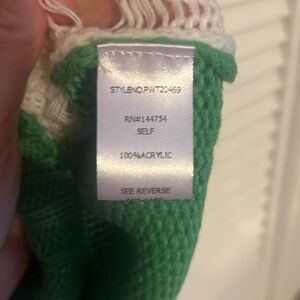 STYLENO.PWT20469
RN#144754
SELF
100%ACRYLIC
SEE REVERSE